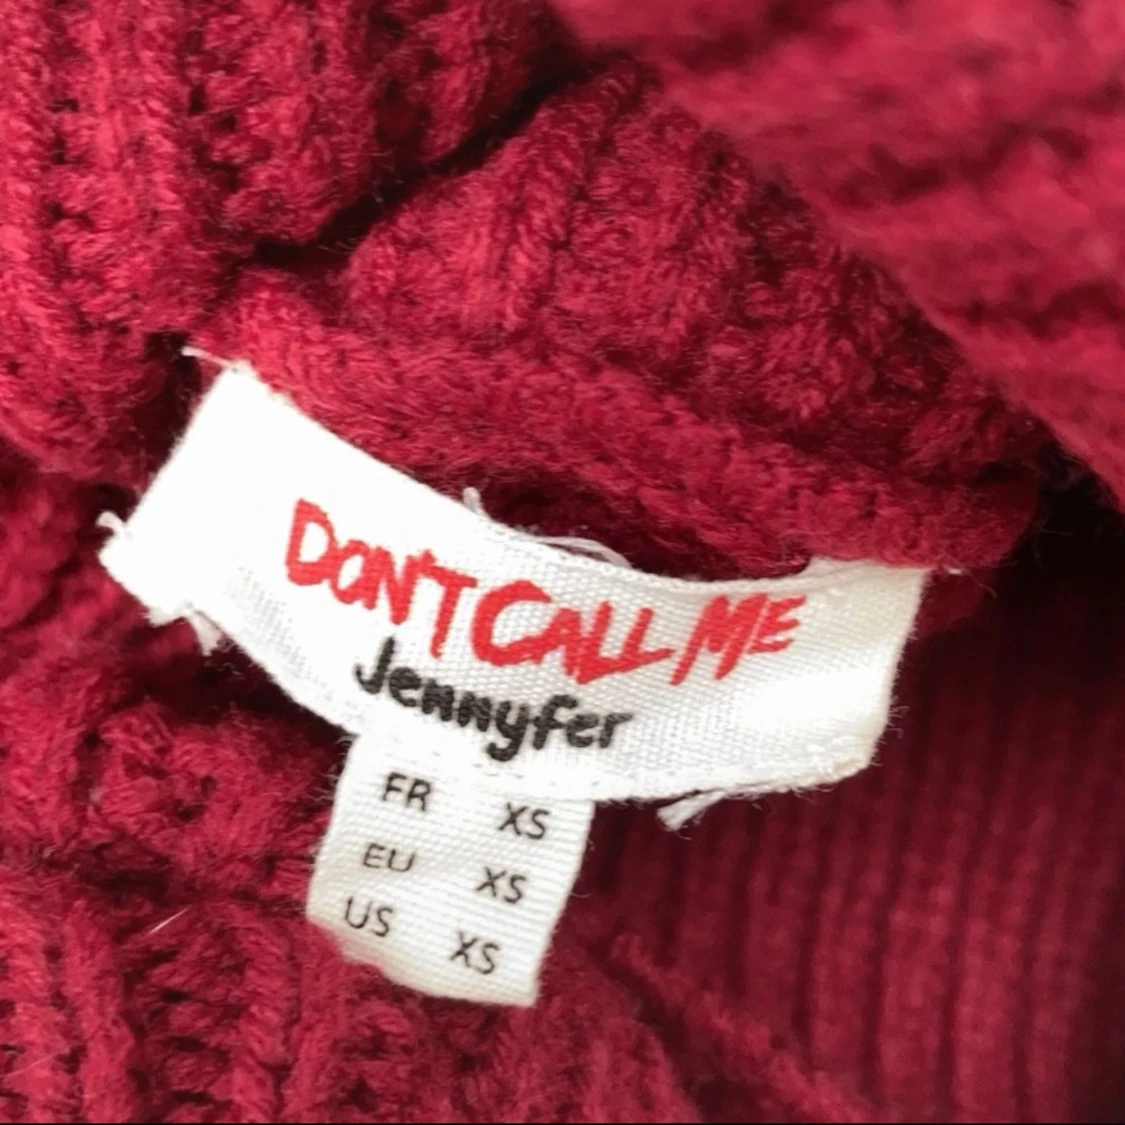 DON'T CALL ME
Jennyfer
FR XS
EU XS
US XS